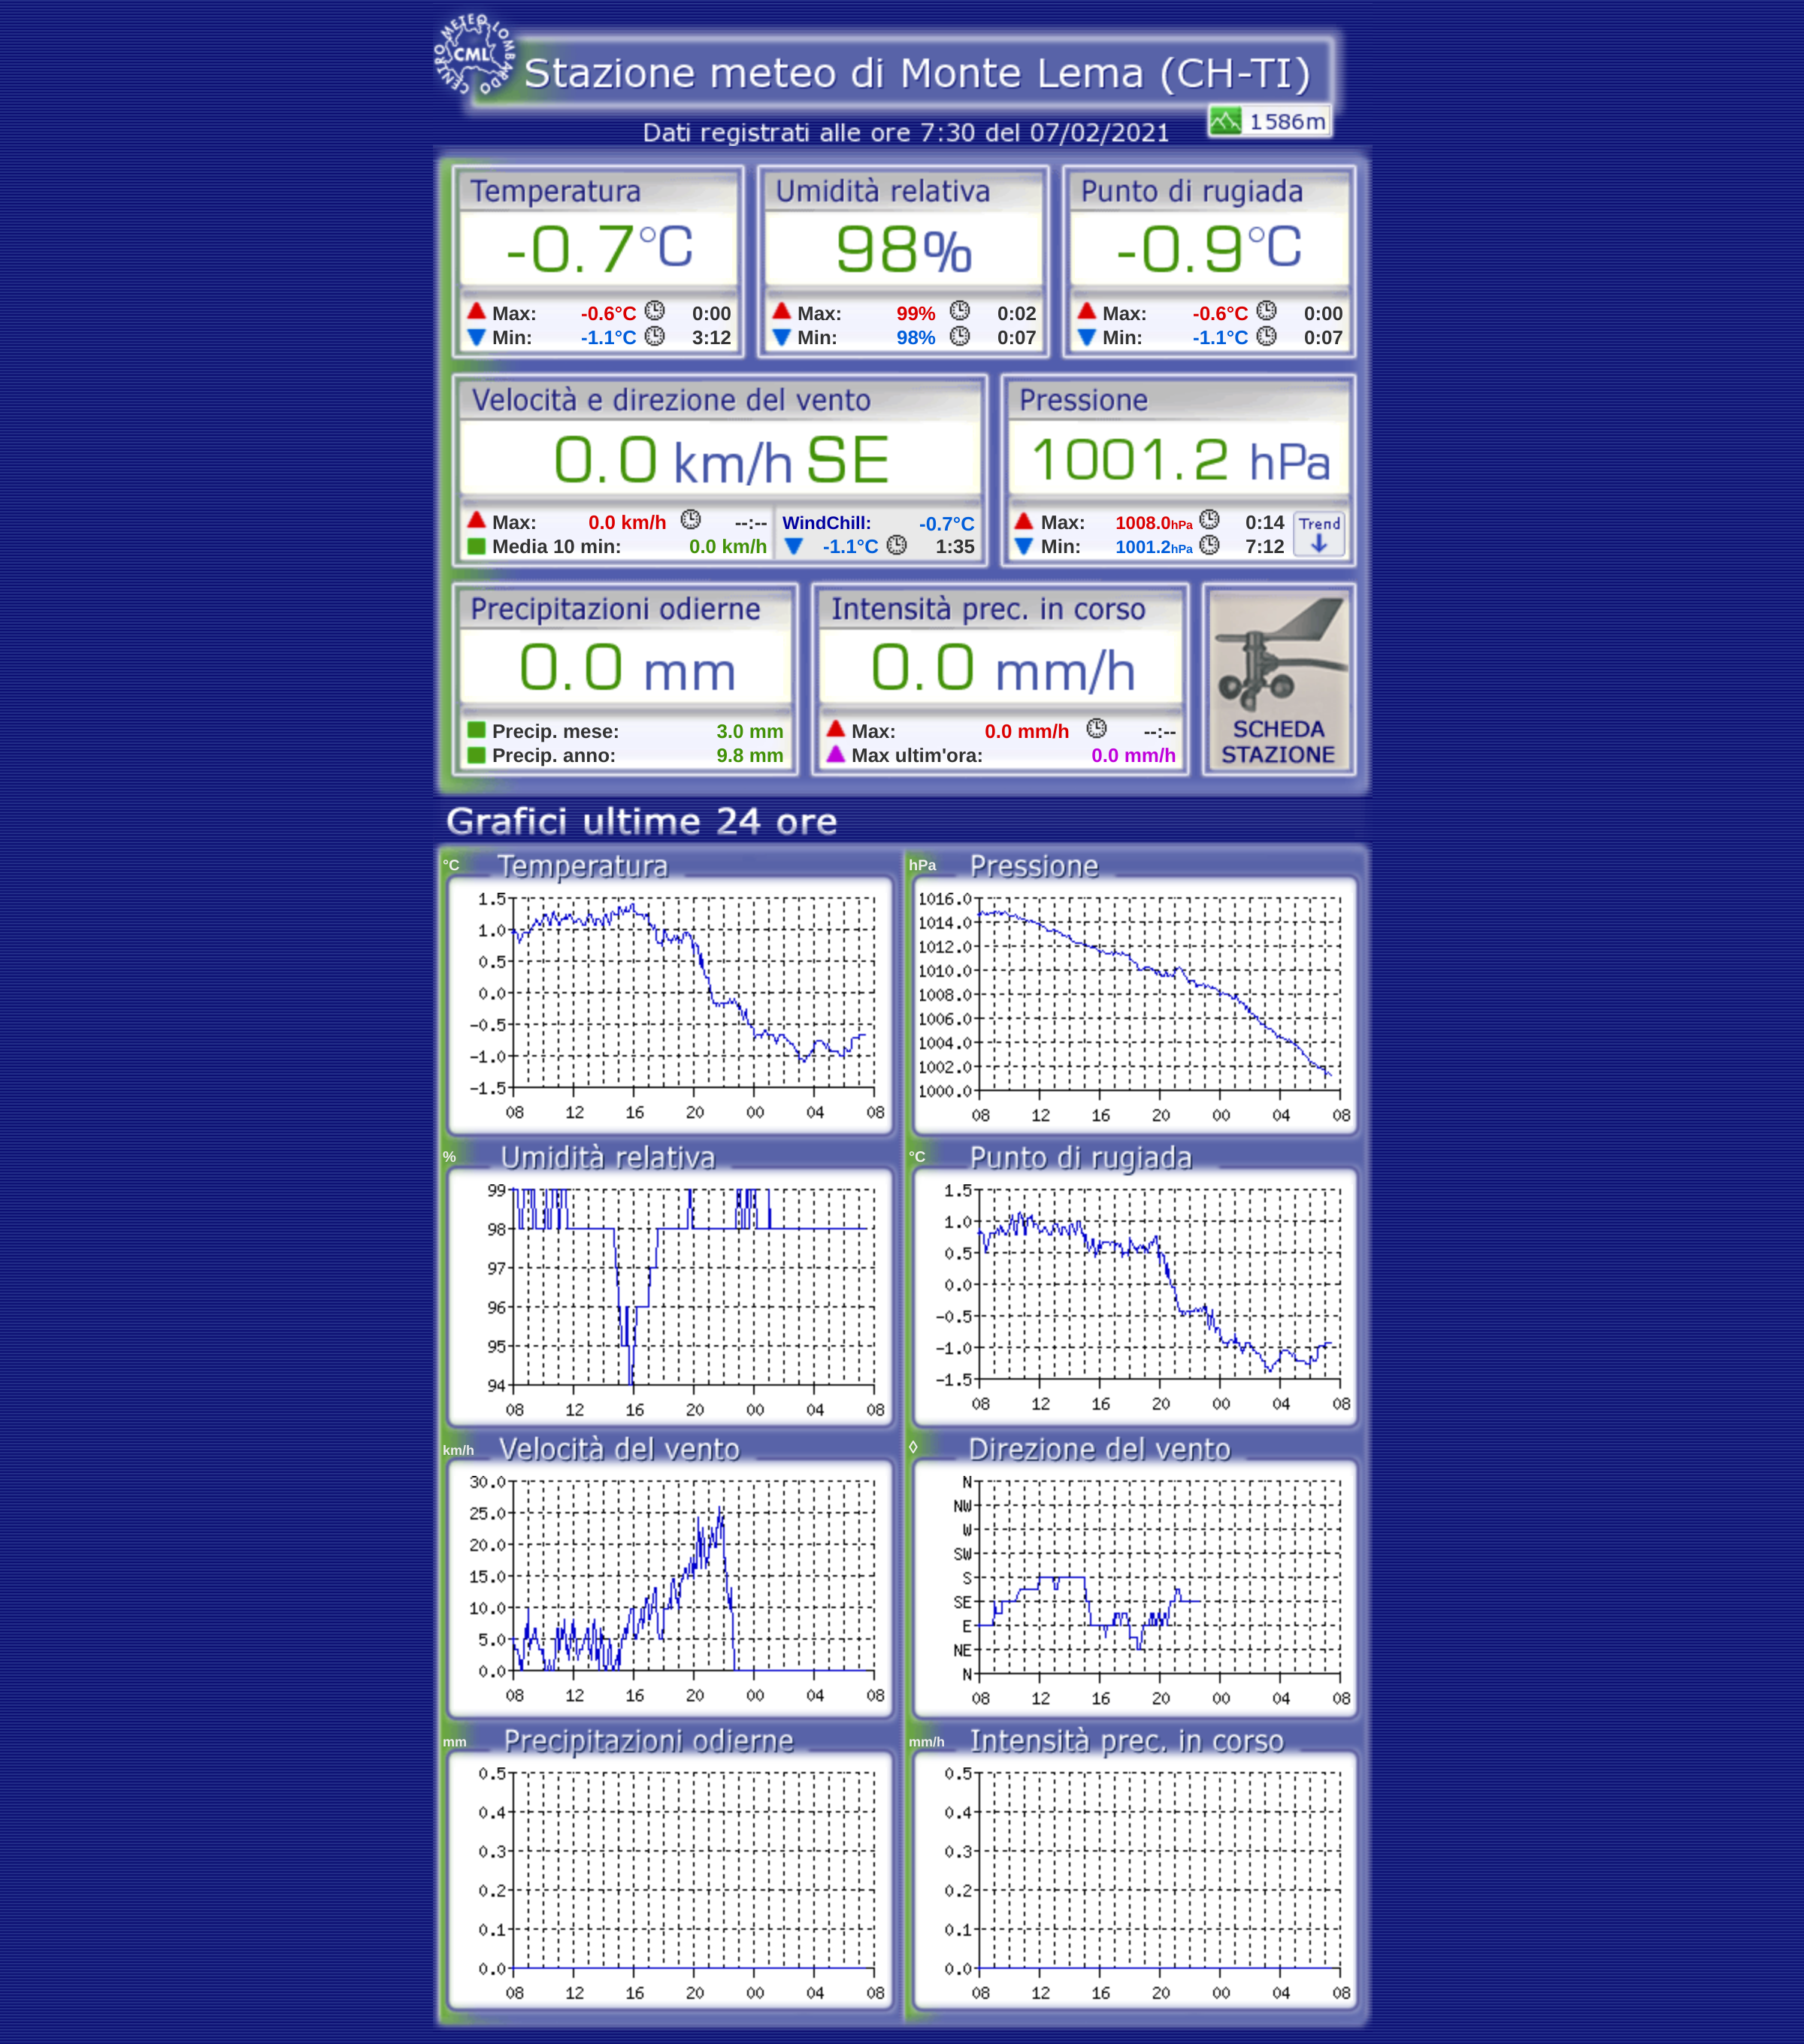 CENTRO METEO LOMBARDO
CML
Stazione meteo di Monte Lema (CH-TI)
1586m
Dati registrati alle ore 7:30 del 07/02/2021
Temperatura
-0.7°C
Max: -0.6°C 0:00
Min: -1.1°C 3:12
Umidità relativa
98%
Max: 99% 0:02
Min: 98% 0:07
Punto di rugiada
-0.9°C
Max: -0.6°C 0:00
Min: -1.1°C 0:07
Velocità e direzione del vento
0.0 km/h SE
Max: 0.0 km/h --:--
Media 10 min: 0.0 km/h
WindChill: -0.7°C
-1.1°C 1:35
Pressione
1001.2 hPa
Max: 1008.0hPa 0:14
Min: 1001.2hPa 7:12
Trend
Precipitazioni odierne
0.0 mm
Precip. mese: 3.0 mm
Precip. anno: 9.8 mm
Intensità prec. in corso
0.0 mm/h
Max: 0.0 mm/h --:--
Max ultim'ora: 0.0 mm/h
SCHEDA
STAZIONE
Grafici ultime 24 ore
°C Temperatura
1.5
1.0
0.5
0.0
-0.5
-1.0
-1.5
08 12 16 20 00 04 08
hPa Pressione
1016.0
1014.0
1012.0
1010.0
1008.0
1006.0
1004.0
1002.0
1000.0
08 12 16 20 00 04 08
% Umidità relativa
99
98
97
96
95
94
08 12 16 20 00 04 08
°C Punto di rugiada
1.5
1.0
0.5
0.0
-0.5
-1.0
-1.5
08 12 16 20 00 04 08
km/h Velocità del vento
30.0
25.0
20.0
15.0
10.0
5.0
0.0
08 12 16 20 00 04 08
◊ Direzione del vento
N
NW
W
SW
S
SE
E
NE
N
08 12 16 20 00 04 08
mm Precipitazioni odierne
0.5
0.4
0.3
0.2
0.1
0.0
08 12 16 20 00 04 08
mm/h Intensità prec. in corso
0.5
0.4
0.3
0.2
0.1
0.0
08 12 16 20 00 04 08